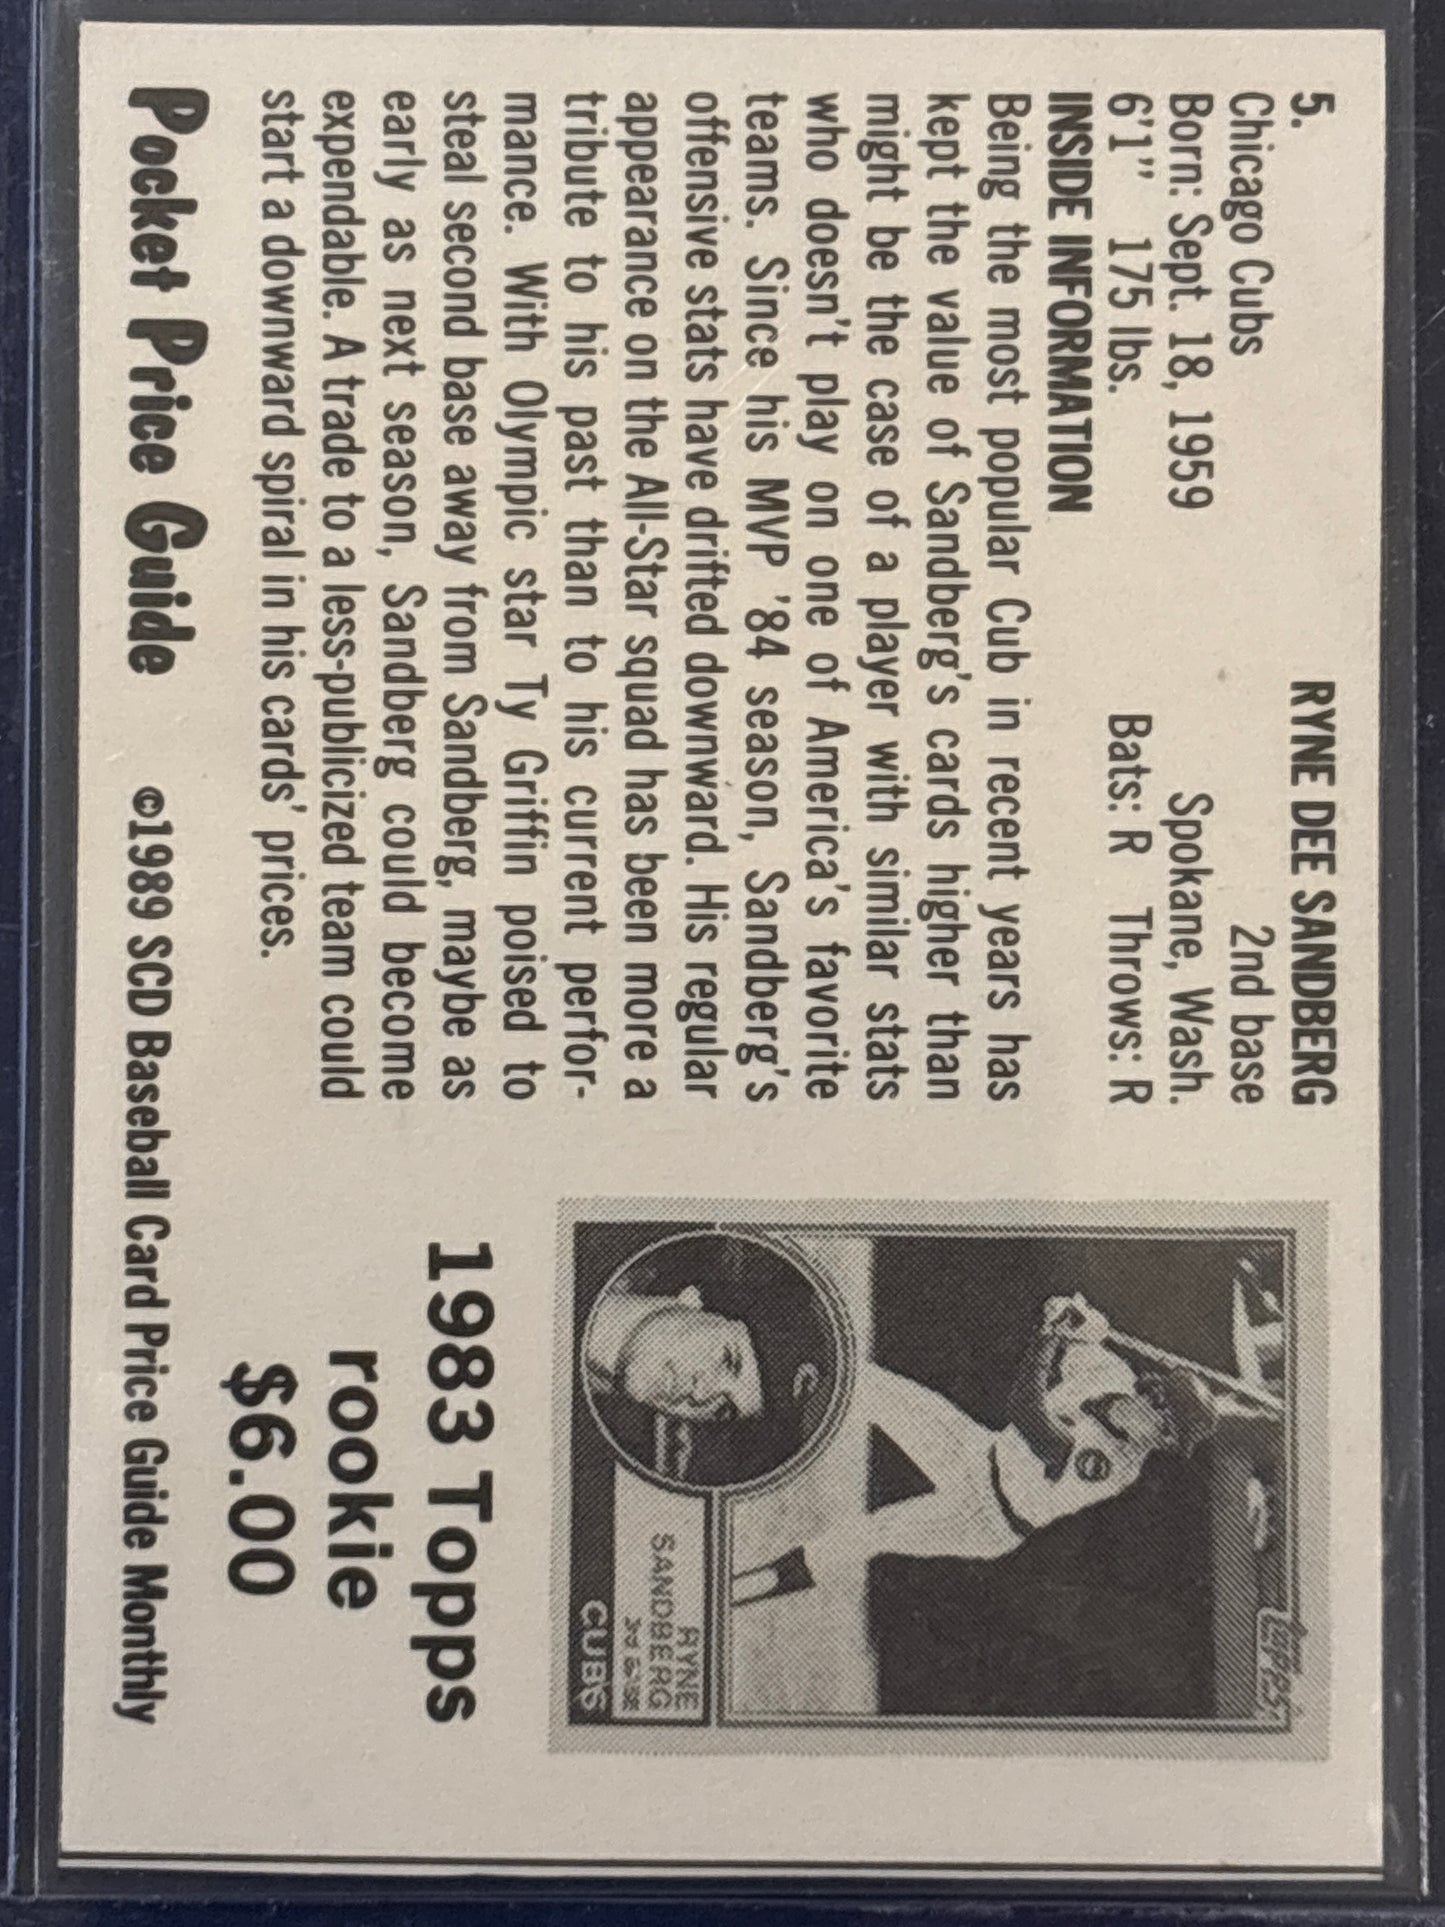 5. RYNE DEE SANDBERG
Chicago Cubs 2nd base
Born: Sept. 18, 1959 Spokane, Wash.
6'1" 175 lbs. Bats: R Throws: R
INSIDE INFORMATION
Being the most popular Cub in recent years has
kept the value of Sandberg's cards higher than
might be the case of a player with similar stats
who doesn't play on one of America's favorite
teams. Since his MVP '84 season, Sandberg's
offensive stats have drifted downward. His regular
appearance on the All-Star squad has been more a
tribute to his past than to his current perfor-
mance. With Olympic star Ty Griffin poised to
steal second base away from Sandberg, maybe as
early as next season, Sandberg could become
expendable. A trade to a less-publicized team could
start a downward spiral in his cards' prices.
Topps
RYNE
SANDBERG
CUBS
1983 Topps
rookie
$6.00
Pocket Price Guide ©1989 SCD Baseball Card Price Guide Monthly